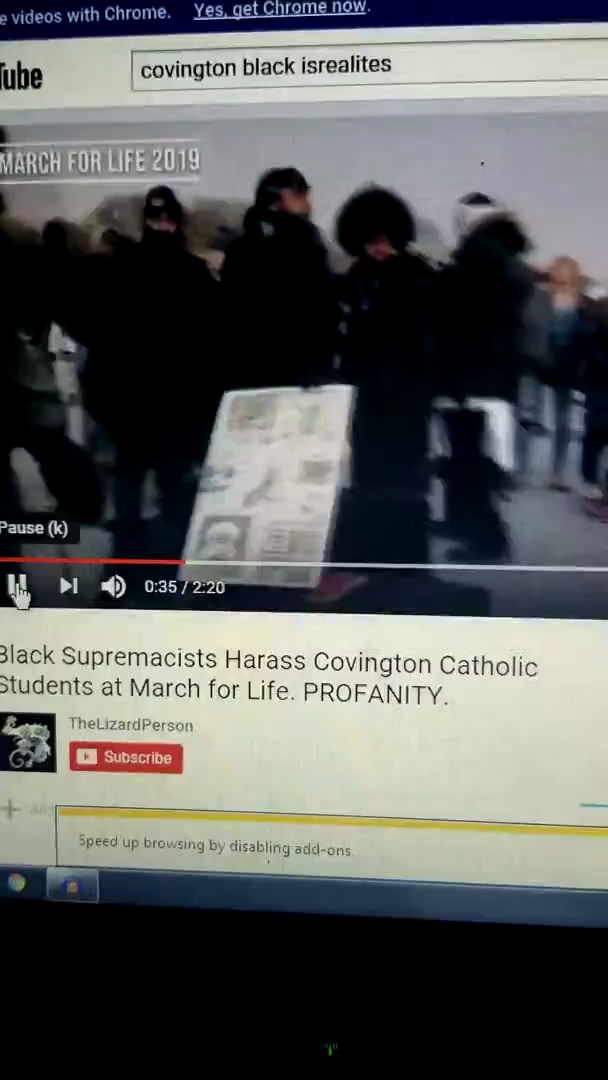 e videos with Chrome. Yes, get Chrome now.
Tube
covington black isrealites
MARCH FOR LIFE 2019
Pause (k)
0:35 / 2:20
Black Supremacists Harass Covington Catholic
Students at March for Life. PROFANITY.
TheLizardPerson
Subscribe
Speed up browsing by disabling add-ons.